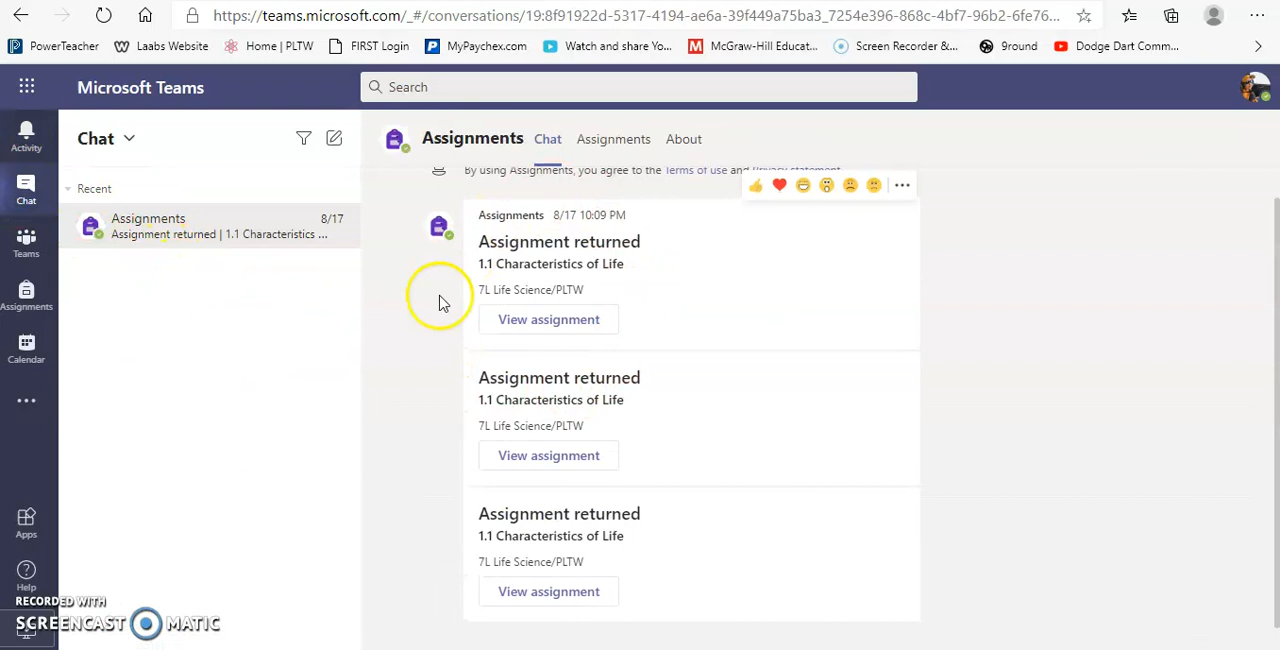 https://teams.microsoft.com/_#/conversations/19:8f91922d-5317-4194-ae6a-39f449a75ba3_7254e396-868c-4bf7-96b2-6fe76...
PowerTeacher Laabs Website Home | PLTW FIRST Login MyPaychex.com Watch and share Yo... McGraw-Hill Educat... Screen Recorder &... 9round Dodge Dart Comm...
Microsoft Teams
Search
Activity
Chat
Teams
Assignments
Calendar
Apps
Help
Chat
Recent
Assignments 8/17
Assignment returned | 1.1 Characteristics ...
Assignments Chat Assignments About
By using Assignments, you agree to the Terms of use and Privacy statement.
Assignments 8/17 10:09 PM
Assignment returned
1.1 Characteristics of Life
7L Life Science/PLTW
View assignment
Assignment returned
1.1 Characteristics of Life
7L Life Science/PLTW
View assignment
Assignment returned
1.1 Characteristics of Life
7L Life Science/PLTW
View assignment
RECORDED WITH
SCREENCAST MATIC